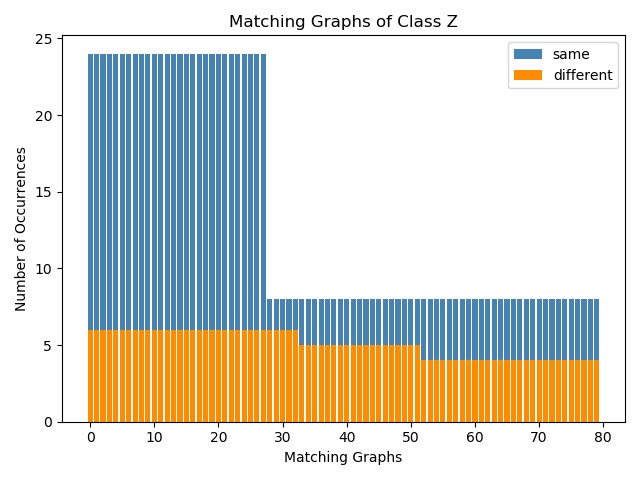 Matching Graphs of Class Z
same
different
Number of Occurrences
25
20
15
10
5
0
0 10 20 30 40 50 60 70 80
Matching Graphs